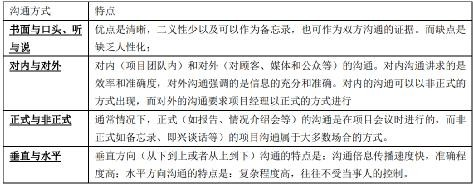 沟通方式 特点
书面与口头、听 优点是清晰，二义性少以及可以作为备忘录，也可作为双方沟通的证据。而缺点是
与说 缺乏人性化；
对内与对外 对内（项目团队内）和对外（对顾客、媒体和公众等）的沟通。对内沟通讲求的是
效率和准确度，对外沟通强调的是信息的充分和准确。对内的沟通可以以非正式的
方式出现，而对外的沟通要求项目经理以正式的方式进行
正式与非正式 通常情况下，正式（如报告、情况介绍会等）的沟通是在项目会议时进行的，而非
正式如备忘录、即兴谈话等）的项目沟通属于大多数场合的方式。
垂直与水平 垂直方向（从下到上或者从上到下）沟通的特点是：沟通信息传播速度快，准确程
度高；水平方向沟通的特点是：复杂程度高，往往不受当事人的控制。